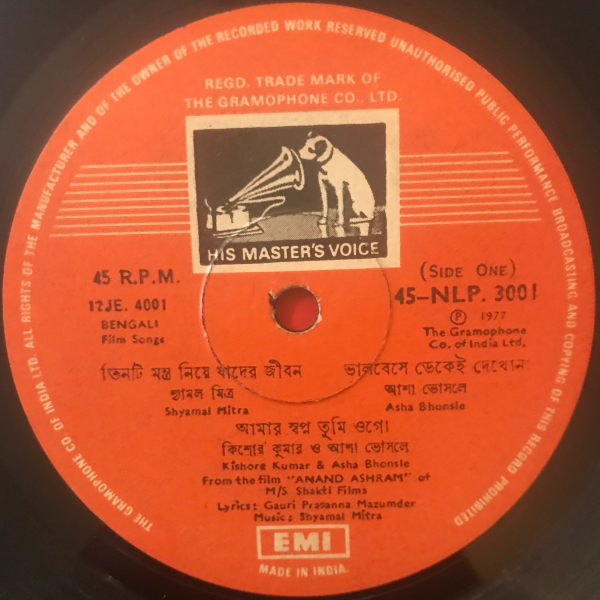 THE GRAMOPHONE CO OF INDIA LTD. ALL RIGHTS OF THE MANUFACTURER AND OF THE OWNER OF THE RECORDED WORK RESERVED UNAUTHORISED PUBLIC PERFORMANCE BROADCASTING AND COPYING OF THIS RECORD PROHIBITED
REGD. TRADE MARK OF
THE GRAMOPHONE CO., LTD.
HIS MASTER'S VOICE
45 R.P.M.
12JE. 4001
BENGALI
Film Songs
(SIDE ONE)
45-NLP. 3001
Ⓟ 1977
The Gramophone
Co. of India Ltd.
তিনটি মন্ত্র নিয়ে যাদের জীবন
শ্যামল মিত্র
Shyamal Mitra
ভালবেসে ডেকেই দেখোনা
আশা ভোসলে
Asha Bhonsle
আমার স্বপ্ন তুমি ওগো
কিশোর কুমার ও আশা ভোসলে
Kishore Kumar & Asha Bhonsle
From the film "ANAND ASHRAM" of
M/S Shakti Films
Lyrics: Gauri Prasanna Mazumder
Music: Shyamal Mitra
EMI
MADE IN INDIA.